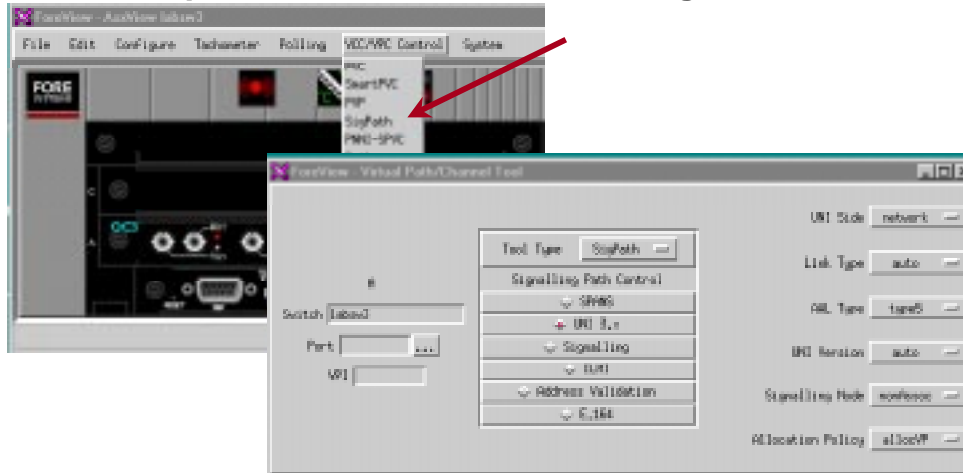 ForeView - AuxView labsw3
File Edit Configure Tachometer Polling VCC/VPC Control System
PVC
SmartPVC
PVP
SigPath
PNNI-SPVC
FORE
C
A
OC3
ForeView - Virtual Path/Channel Tool
UNI Side network
Tool Type SigPath
Link Type auto
Signalling Path Control
SPANS
AAL Type type5
Switch labsw3
UNI 3.x
Port ...
Signalling
UNI Version auto
VPI
ILMI
Address Validation
Signalling Mode
E.164
Allocation Policy allocVP